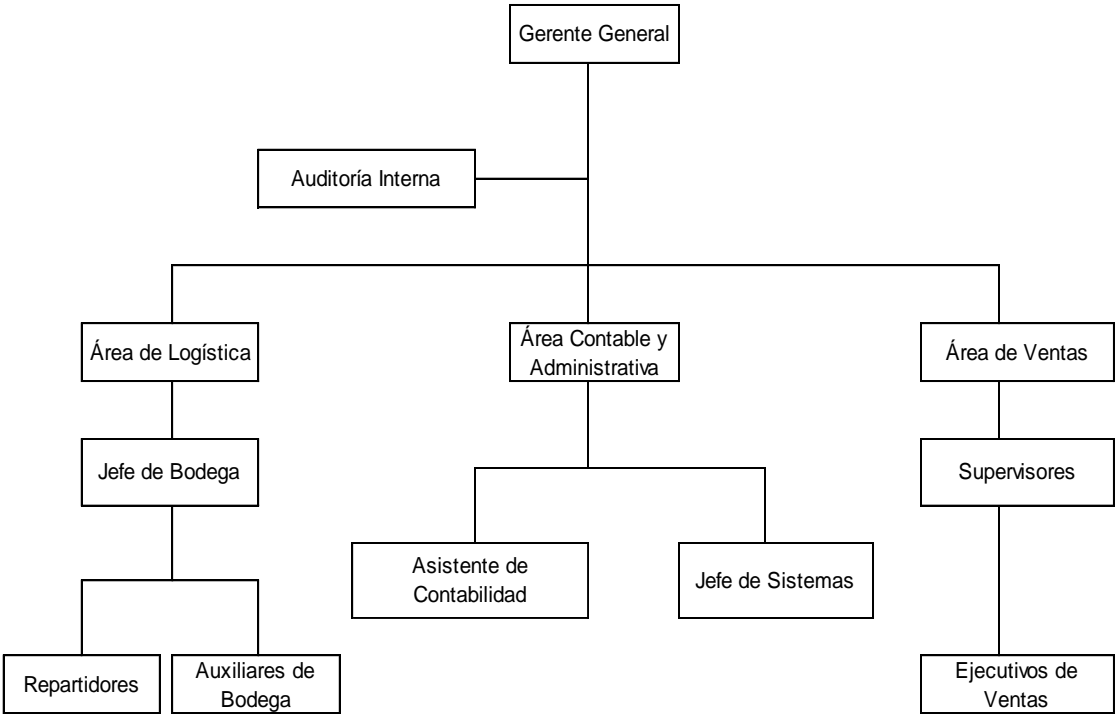 Gerente General
Auditoría Interna
Área de Logística
Área Contable y
Administrativa
Área de Ventas
Jefe de Bodega
Supervisores
Asistente de
Contabilidad
Jefe de Sistemas
Repartidores
Auxiliares de
Bodega
Ejecutivos de
Ventas